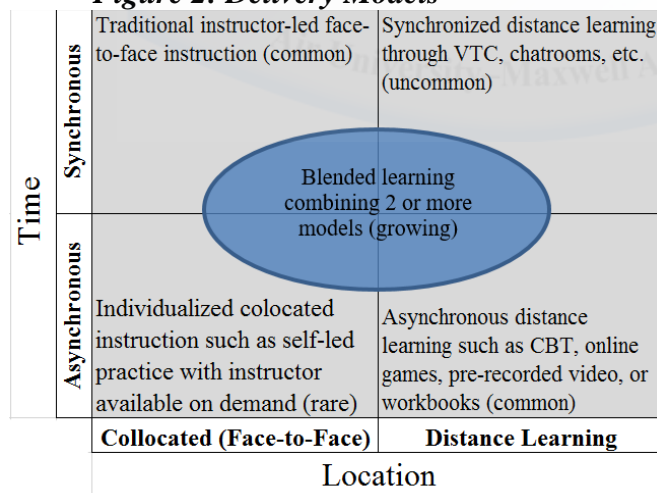 Figure 2. Delivery Models
Traditional instructor-led face-
to-face instruction (common)
Synchronized distance learning
through VTC, chatrooms, etc.
(uncommon)
Blended learning
combining 2 or more
models (growing)
Individualized colocated
instruction such as self-led
practice with instructor
available on demand (rare)
Asynchronous distance
learning such as CBT, online
games, pre-recorded video, or
workbooks (common)
Time
Synchronous
Asynchronous
Collocated (Face-to-Face)
Distance Learning
Location
University-Maxwell